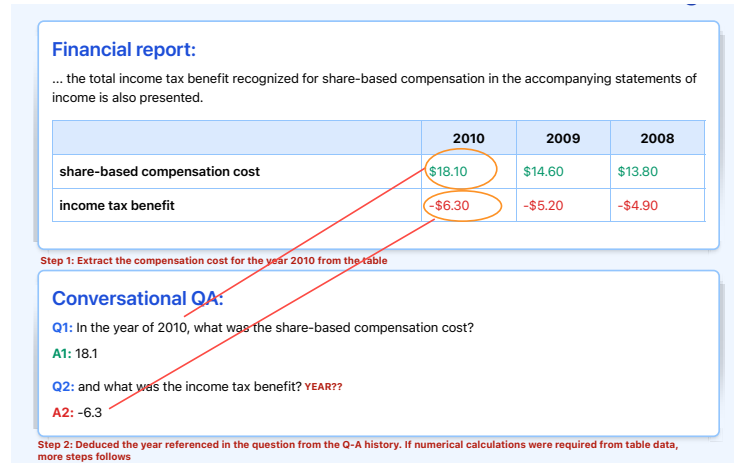 Financial report:
... the total income tax benefit recognized for share-based compensation in the accompanying statements of
income is also presented.
2010 2009 2008
share-based compensation cost $18.10 $14.60 $13.80
income tax benefit -$6.30 -$5.20 -$4.90
Step 1: Extract the compensation cost for the year 2010 from the table
Conversational QA:
Q1: In the year of 2010, what was the share-based compensation cost?
A1: 18.1
Q2: and what was the income tax benefit? YEAR??
A2: -6.3
Step 2: Deduced the year referenced in the question from the Q-A history. If numerical calculations were required from table data,
more steps follows